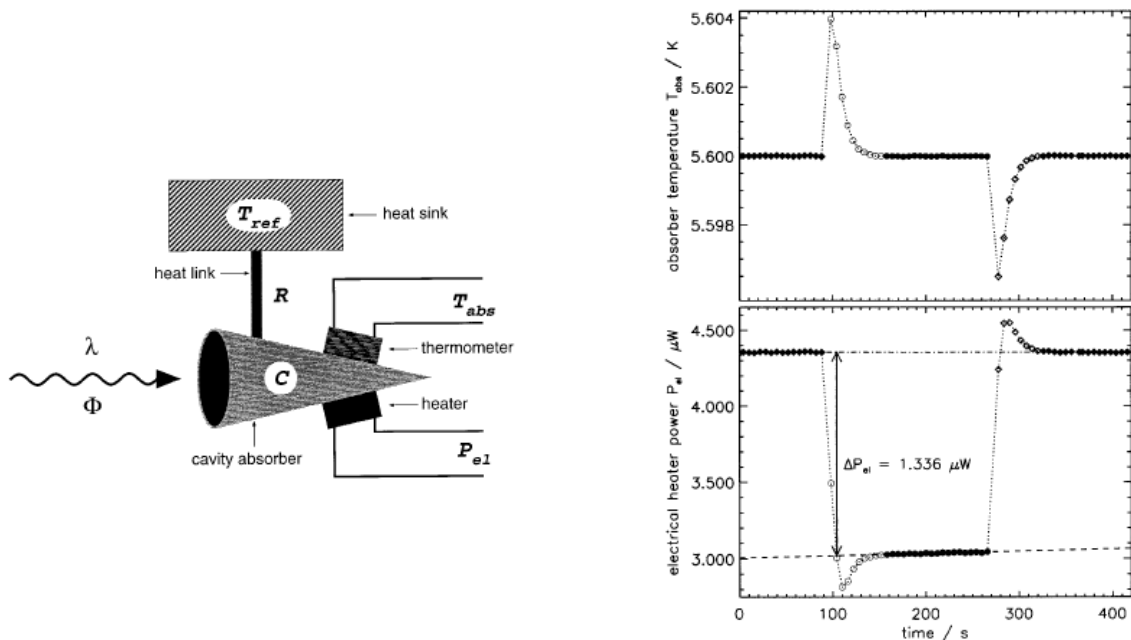 T_ref
heat sink
heat link
R
T_abs
λ
thermometer
C
Φ
heater
cavity absorber
P_el
absorber temperature T_abs / K
5.604
5.602
5.600
5.598
electrical heater power P_el / μW
4.500
4.000
3.500
3.000
ΔP_el = 1.336 μW
0 100 200 300 400
time / s